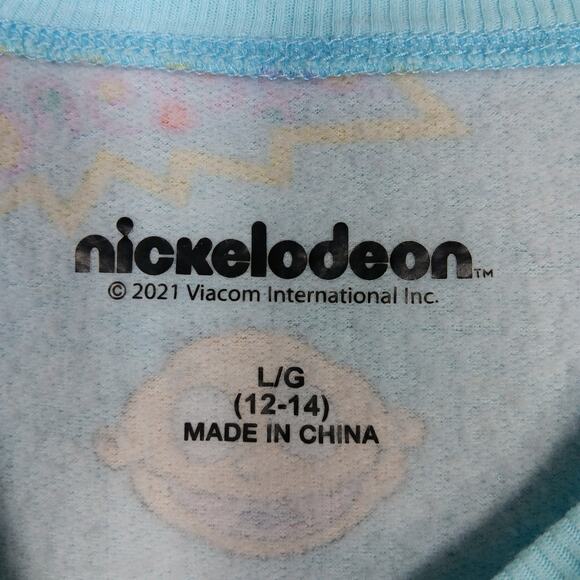 nickelodeon™
© 2021 Viacom International Inc.
L/G
(12-14)
MADE IN CHINA